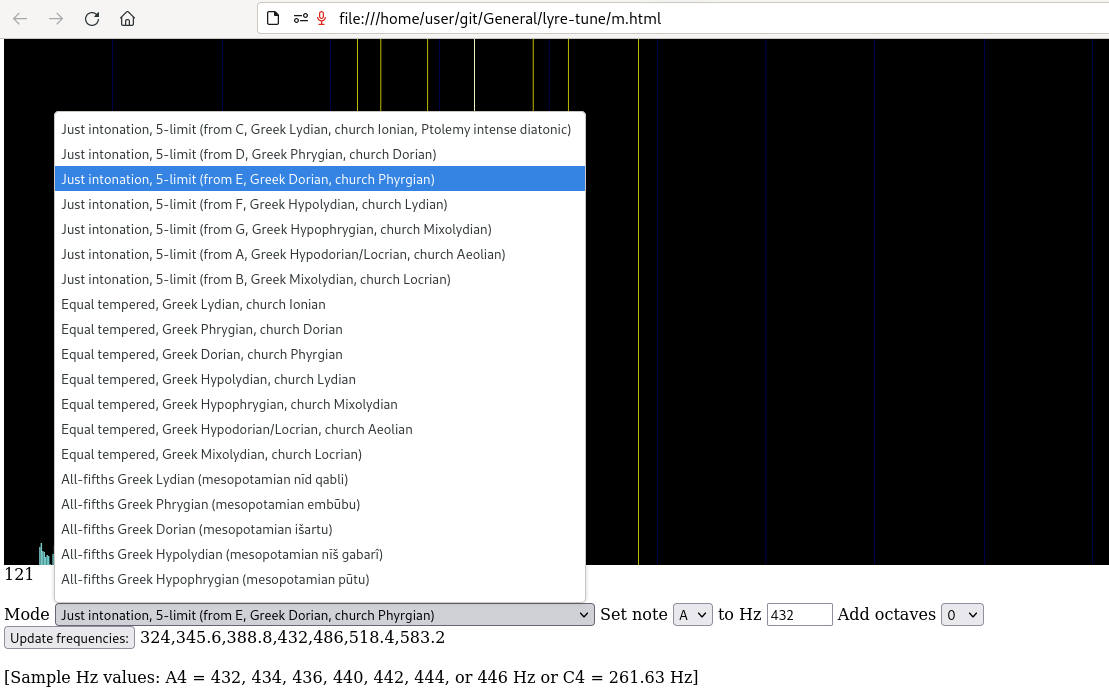 file:///home/user/git/General/lyre-tune/m.html
Just intonation, 5-limit (from C, Greek Lydian, church Ionian, Ptolemy intense diatonic)
Just intonation, 5-limit (from D, Greek Phrygian, church Dorian)
Just intonation, 5-limit (from E, Greek Dorian, church Phyrgian)
Just intonation, 5-limit (from F, Greek Hypolydian, church Lydian)
Just intonation, 5-limit (from G, Greek Hypophrygian, church Mixolydian)
Just intonation, 5-limit (from A, Greek Hypodorian/Locrian, church Aeolian)
Just intonation, 5-limit (from B, Greek Mixolydian, church Locrian)
Equal tempered, Greek Lydian, church Ionian
Equal tempered, Greek Phrygian, church Dorian
Equal tempered, Greek Dorian, church Phyrgian
Equal tempered, Greek Hypolydian, church Lydian
Equal tempered, Greek Hypophrygian, church Mixolydian
Equal tempered, Greek Hypodorian/Locrian, church Aeolian
Equal tempered, Greek Mixolydian, church Locrian)
All-fifths Greek Lydian (mesopotamian nīd qabli)
All-fifths Greek Phrygian (mesopotamian embūbu)
All-fifths Greek Dorian (mesopotamian išartu)
All-fifths Greek Hypolydian (mesopotamian nīš gabarî)
All-fifths Greek Hypophrygian (mesopotamian pūtu)
121
Mode Just intonation, 5-limit (from E, Greek Dorian, church Phyrgian) Set note A to Hz 432 Add octaves 0
Update frequencies: 324,345.6,388.8,432,486,518.4,583.2
[Sample Hz values: A4 = 432, 434, 436, 440, 442, 444, or 446 Hz or C4 = 261.63 Hz]